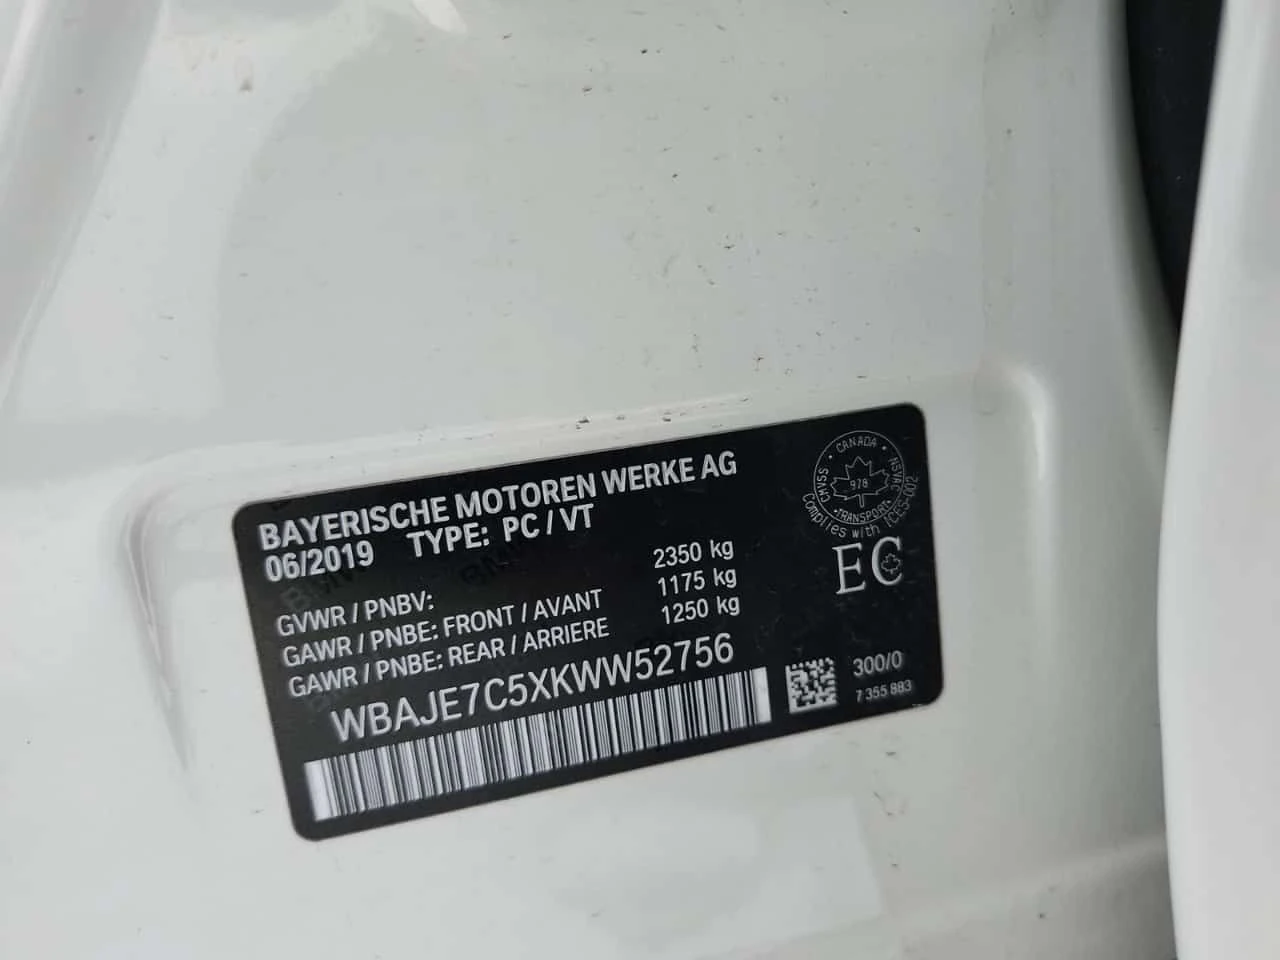 BAYERISCHE MOTOREN WERKE AG
06/2019 TYPE: PC / VT
GVWR / PNBV: 2350 kg
GAWR / PNBE: FRONT / AVANT 1175 kg
GAWR / PNBE: REAR / ARRIERE 1250 kg
WBAJE7C5XKWW52756
CANADA
CMVSS
NSVAC
978
TRANSPORT
Complies with ICES-002
EC
300/0
7 355 883